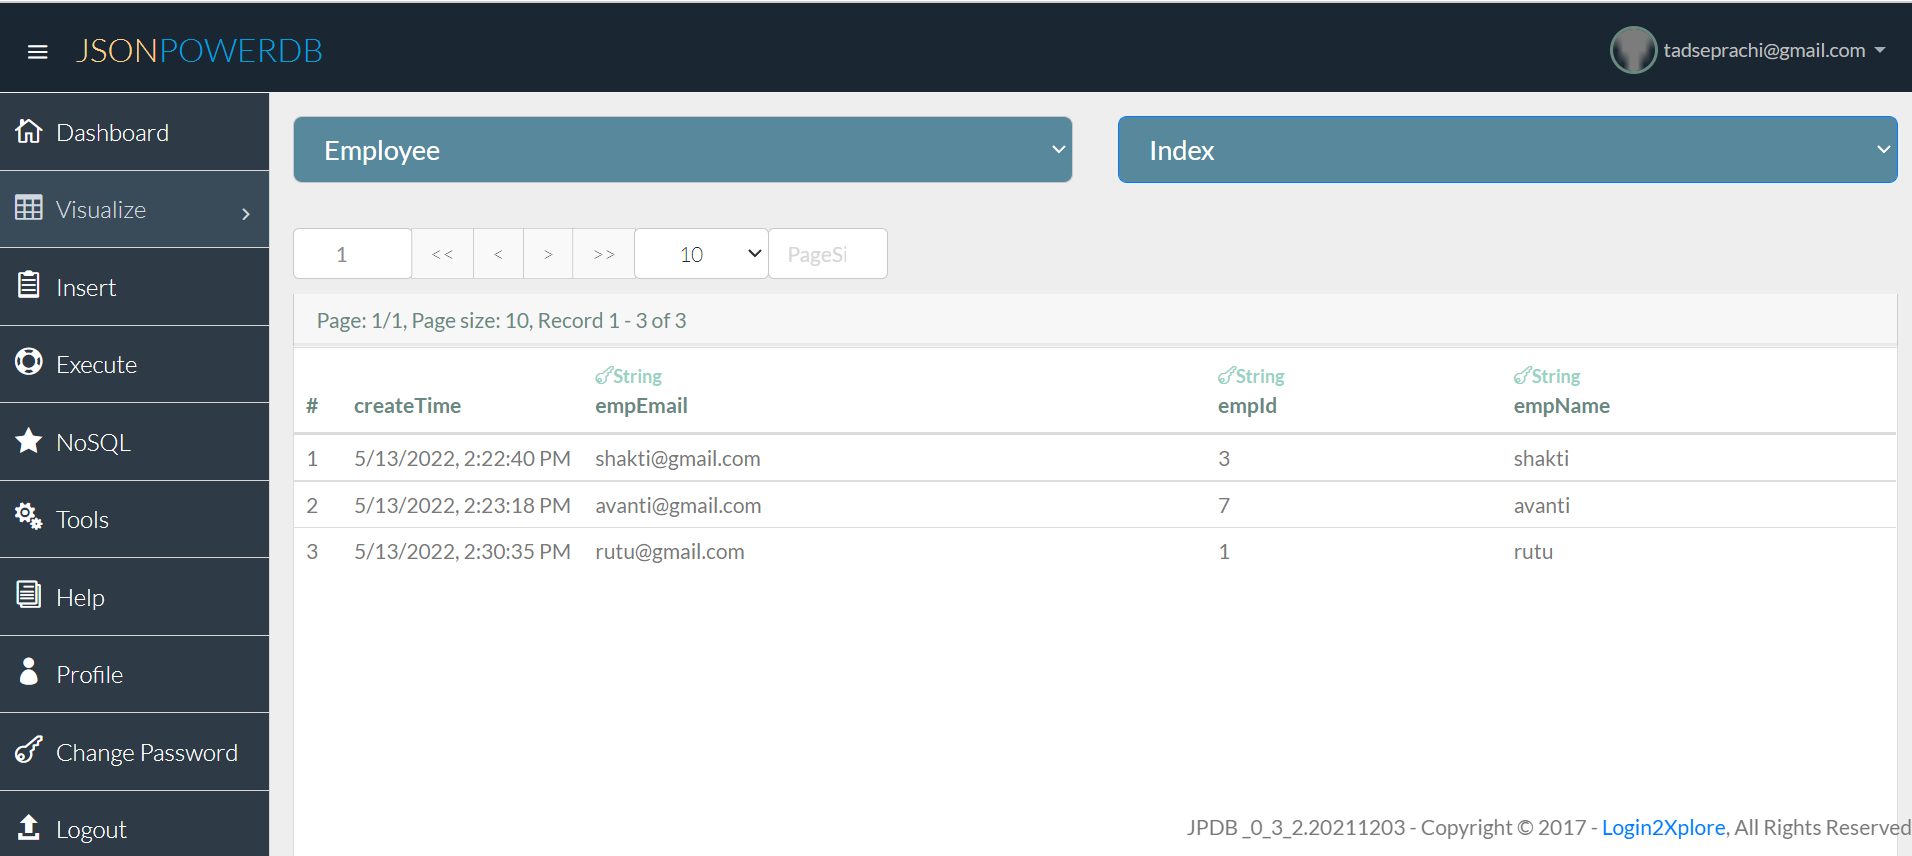 JSONPOWERDB
tadseprachi@gmail.com
Dashboard
Visualize
Insert
Execute
NoSQL
Tools
Help
Profile
Change Password
Logout
Employee
Index
1 << < > >> 10 PageSi
Page: 1/1, Page size: 10, Record 1 - 3 of 3
String String String
# createTime empEmail empId empName
1 5/13/2022, 2:22:40 PM shakti@gmail.com 3 shakti
2 5/13/2022, 2:23:18 PM avanti@gmail.com 7 avanti
3 5/13/2022, 2:30:35 PM rutu@gmail.com 1 rutu
JPDB _0_3_2.20211203 - Copyright © 2017 - Login2Xplore, All Rights Reserved